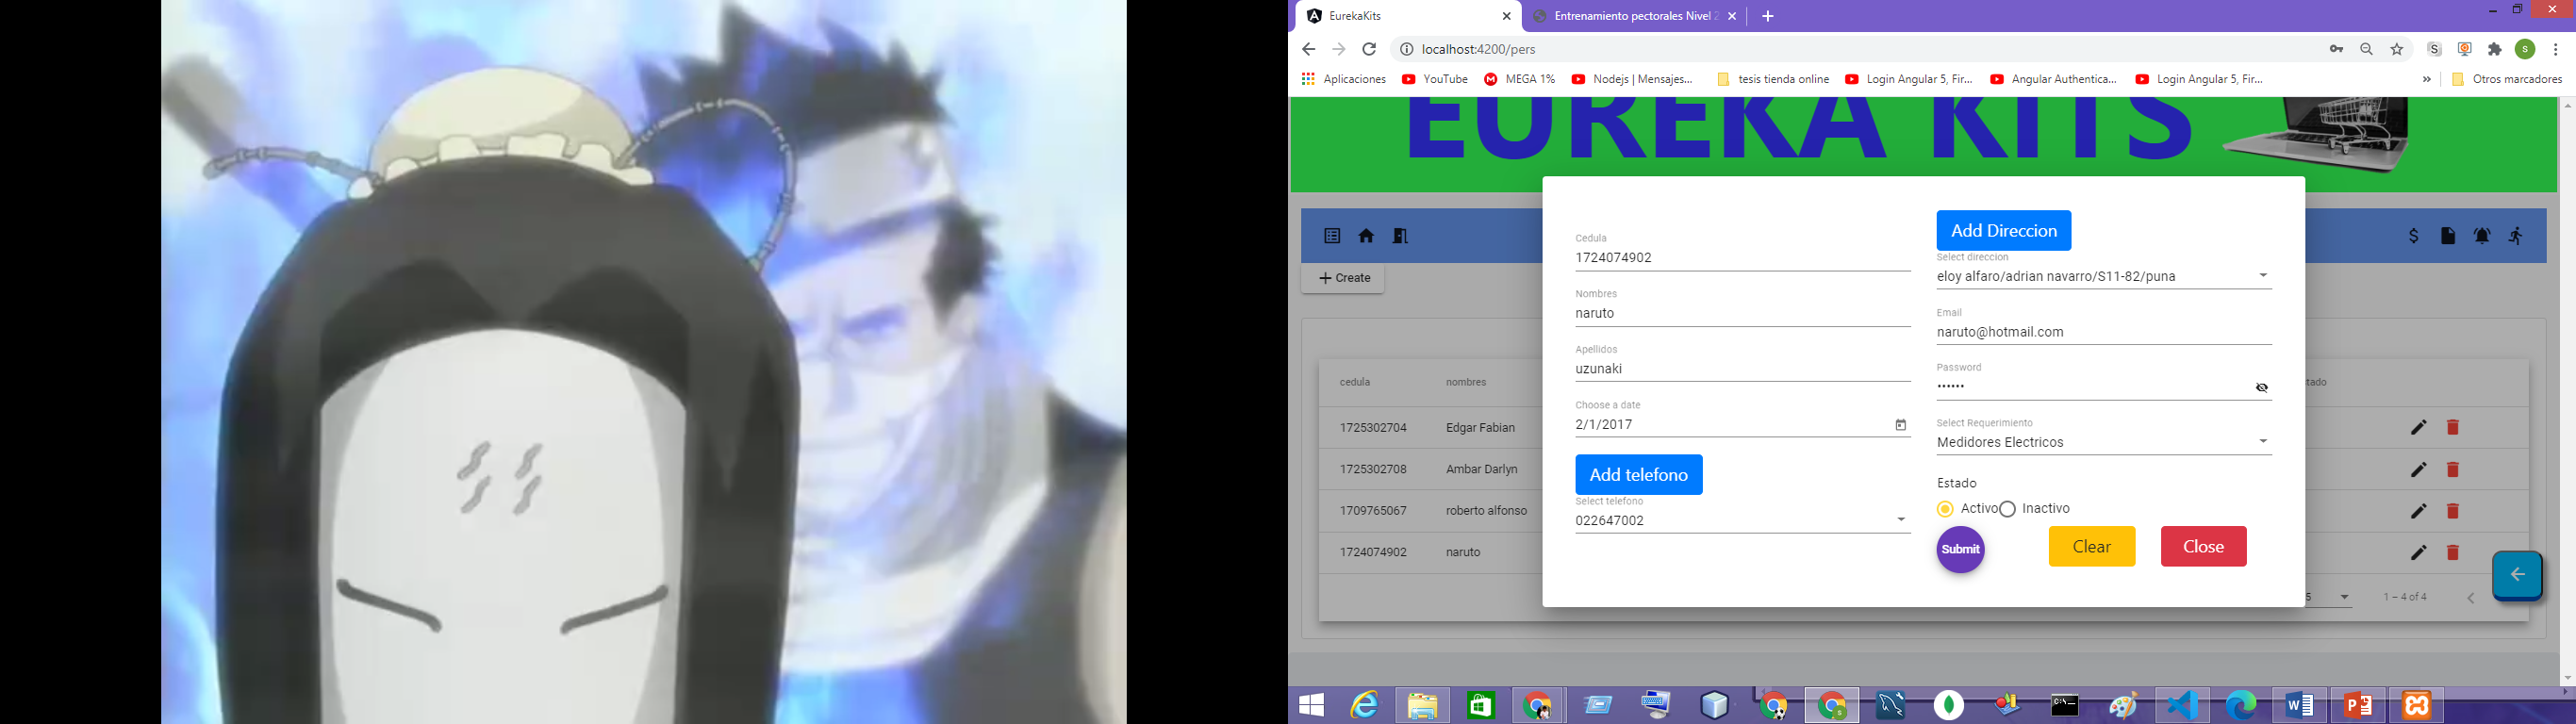 EurekaKits
Entrenamiento pectorales Nivel 2
localhost:4200/pers
Aplicaciones
YouTube
MEGA 1%
Nodejs | Mensajes...
tesis tienda online
Login Angular 5, Fir...
Angular Authentica...
Login Angular 5, Fir...
»
Otros marcadores
EUREKA KITS
+ Create
cedula nombres tado
1725302704 Edgar Fabian
1725302708 Ambar Darlyn
1709765067 roberto alfonso
1724074902 naruto
5 1 – 4 of 4
Cedula
1724074902
Nombres
naruto
Apellidos
uzunaki
Choose a date
2/1/2017
Add telefono
Select telefono
022647002
Add Direccion
Select direccion
eloy alfaro/adrian navarro/S11-82/puna
Email
naruto@hotmail.com
Password
••••••
Select Requerimiento
Medidores Electricos
Estado
Activo Inactivo
Submit Clear Close